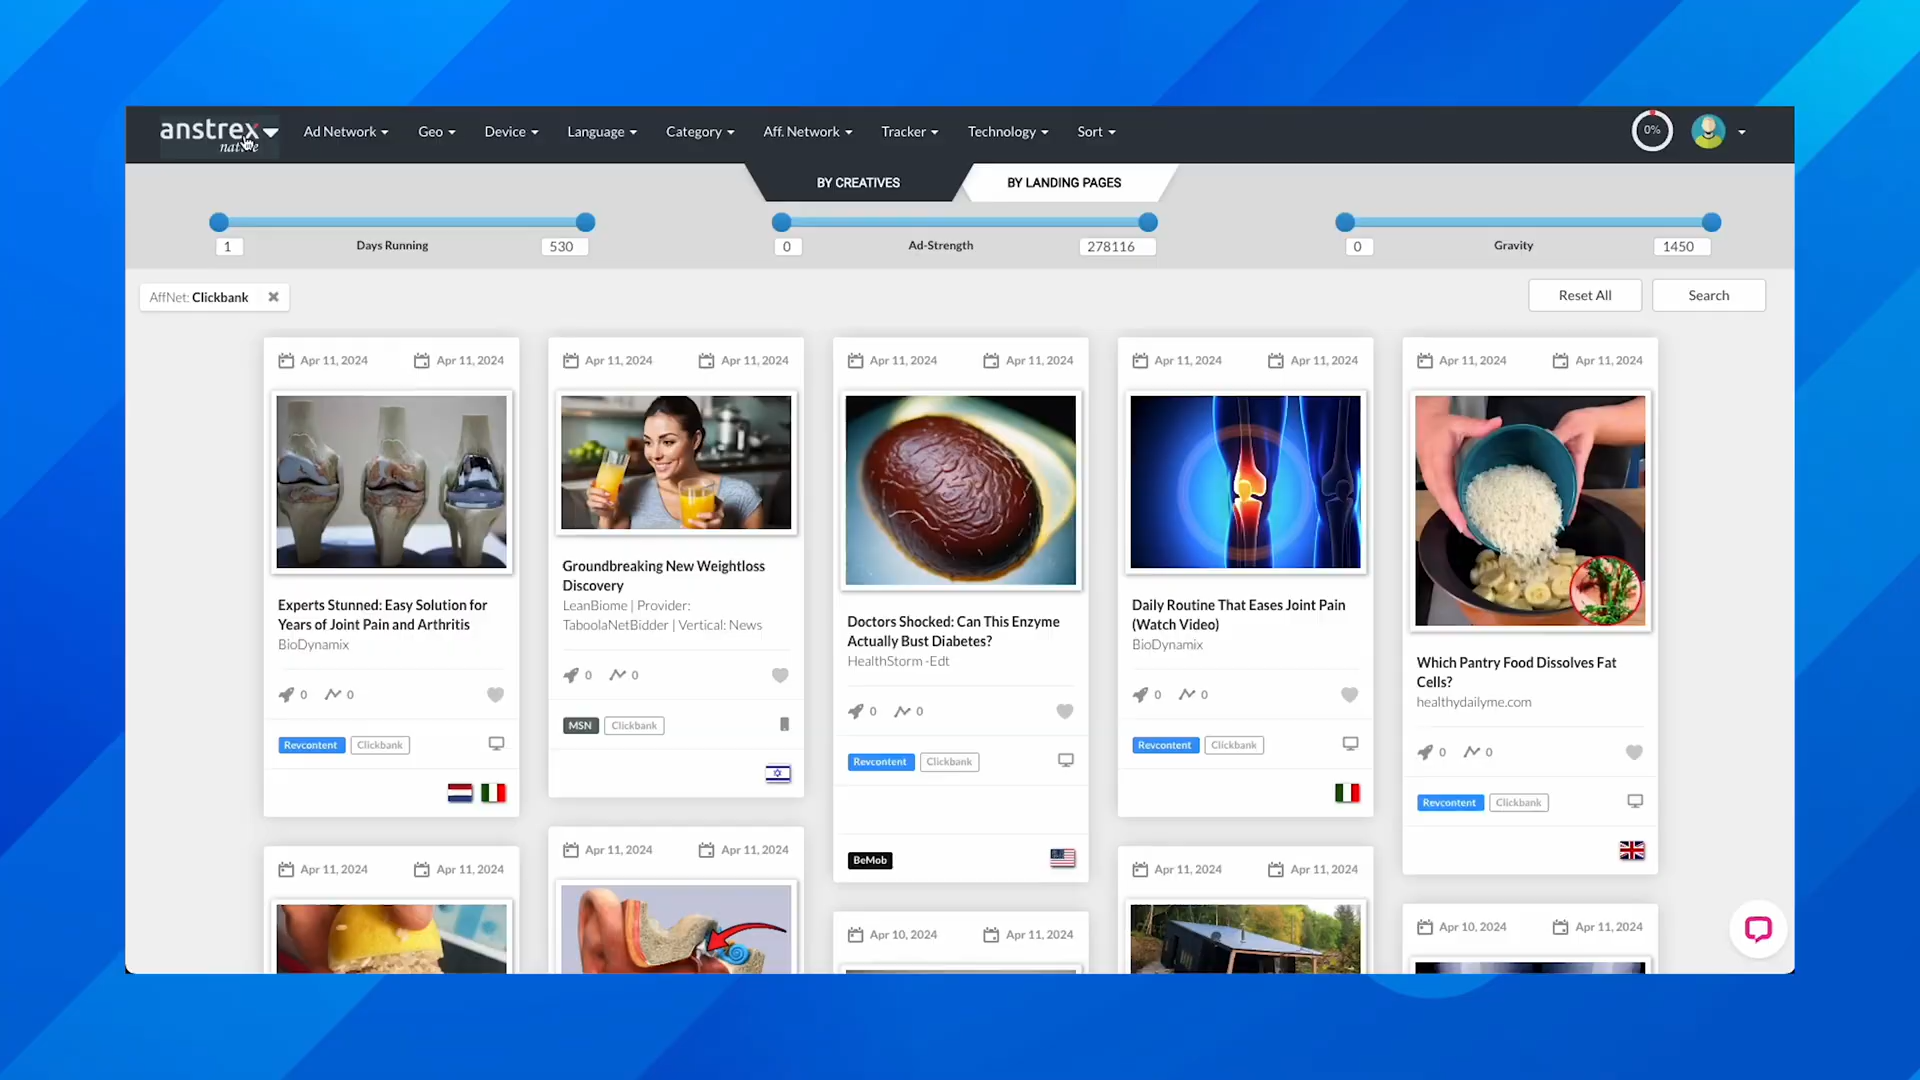 anstrex
native
Ad Network
Geo
Device
Language
Category
Aff. Network
Tracker
Technology
Sort
0%
BY CREATIVES
BY LANDING PAGES
1
Days Running
530
0
Ad-Strength
278116
0
Gravity
1450
AffNet: Clickbank
Reset All
Search
Apr 11, 2024
Apr 11, 2024
Experts Stunned: Easy Solution for
Years of Joint Pain and Arthritis
BioDynamix
0
0
Revcontent
Clickbank
Apr 11, 2024
Apr 11, 2024
Groundbreaking New Weightloss
Discovery
LeanBiome | Provider:
TaboolaNetBidder | Vertical: News
0
0
MSN
Clickbank
Apr 11, 2024
Apr 11, 2024
Doctors Shocked: Can This Enzyme
Actually Bust Diabetes?
HealthStorm -Edt
0
0
Revcontent
Clickbank
BeMob
Apr 11, 2024
Apr 11, 2024
Daily Routine That Eases Joint Pain
(Watch Video)
BioDynamix
0
0
Revcontent
Clickbank
Apr 11, 2024
Apr 11, 2024
Which Pantry Food Dissolves Fat
Cells?
healthydailyme.com
0
0
Revcontent
Clickbank
Apr 11, 2024
Apr 11, 2024
Apr 11, 2024
Apr 11, 2024
Apr 10, 2024
Apr 11, 2024
Apr 11, 2024
Apr 11, 2024
Apr 10, 2024
Apr 11, 2024